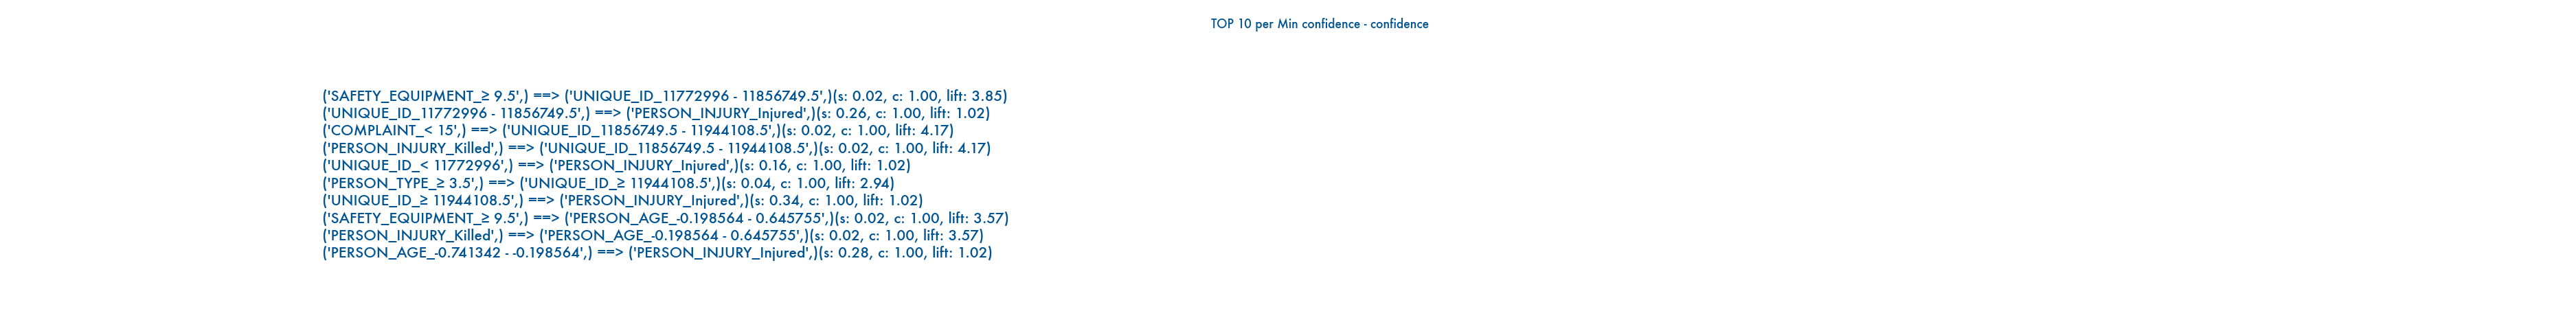 TOP 10 per Min confidence - confidence
('SAFETY_EQUIPMENT_≥ 9.5',) ==> ('UNIQUE_ID_11772996 - 11856749.5',)(s: 0.02, c: 1.00, lift: 3.85)
('UNIQUE_ID_11772996 - 11856749.5',) ==> ('PERSON_INJURY_Injured',)(s: 0.26, c: 1.00, lift: 1.02)
('COMPLAINT_< 15',) ==> ('UNIQUE_ID_11856749.5 - 11944108.5',)(s: 0.02, c: 1.00, lift: 4.17)
('PERSON_INJURY_Killed',) ==> ('UNIQUE_ID_11856749.5 - 11944108.5',)(s: 0.02, c: 1.00, lift: 4.17)
('UNIQUE_ID_< 11772996',) ==> ('PERSON_INJURY_Injured',)(s: 0.16, c: 1.00, lift: 1.02)
('PERSON_TYPE_≥ 3.5',) ==> ('UNIQUE_ID_≥ 11944108.5',)(s: 0.04, c: 1.00, lift: 2.94)
('UNIQUE_ID_≥ 11944108.5',) ==> ('PERSON_INJURY_Injured',)(s: 0.34, c: 1.00, lift: 1.02)
('SAFETY_EQUIPMENT_≥ 9.5',) ==> ('PERSON_AGE_-0.198564 - 0.645755',)(s: 0.02, c: 1.00, lift: 3.57)
('PERSON_INJURY_Killed',) ==> ('PERSON_AGE_-0.198564 - 0.645755',)(s: 0.02, c: 1.00, lift: 3.57)
('PERSON_AGE_-0.741342 - -0.198564',) ==> ('PERSON_INJURY_Injured',)(s: 0.28, c: 1.00, lift: 1.02)